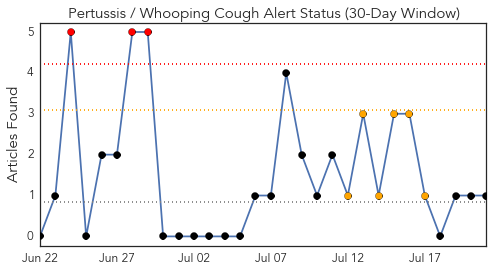 Pertussis / Whooping Cough Alert Status (30-Day Window)
Articles Found
5
4
3
2
1
0
Jun 22 Jun 27 Jul 02 Jul 07 Jul 12 Jul 17